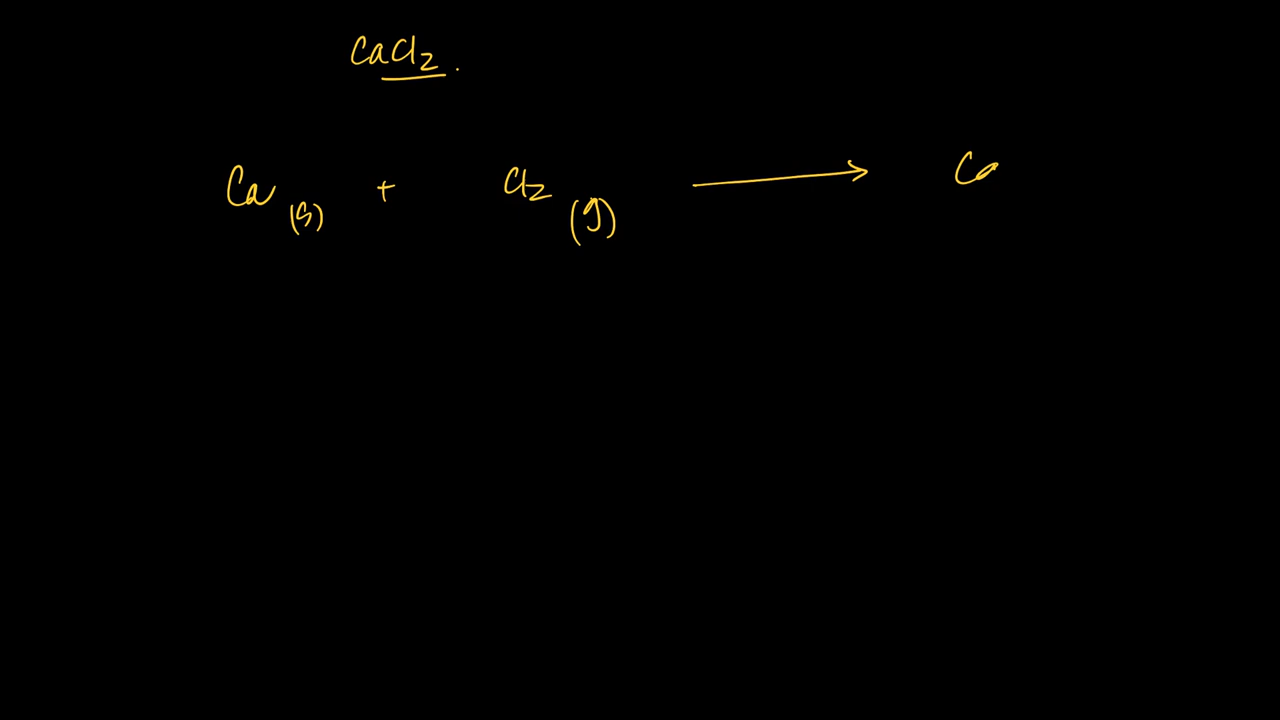 CaCl2.
Ca (s) + Cl2 (g) → Ca